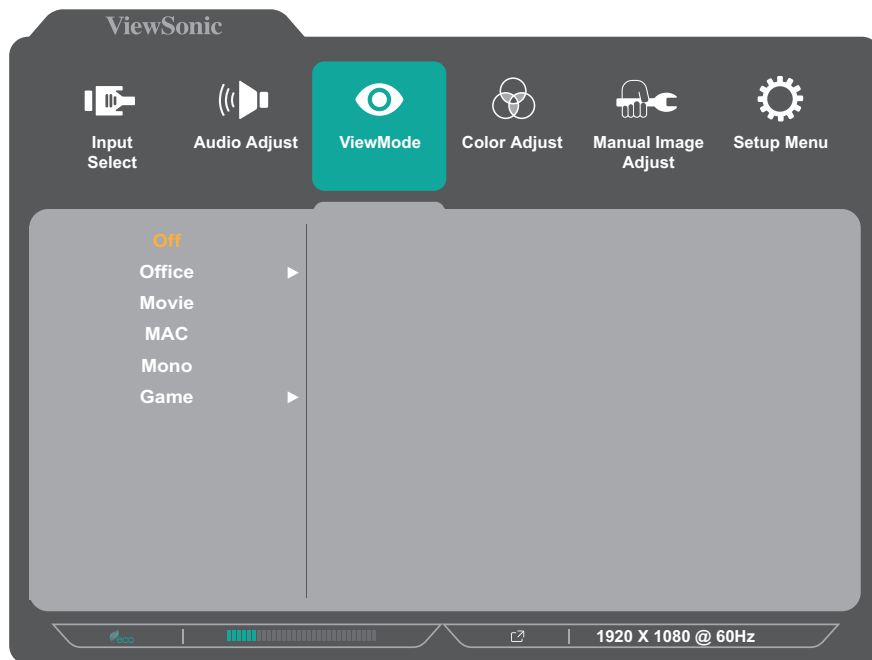 ViewSonic
Input
Select
Audio Adjust
ViewMode
Color Adjust
Manual Image
Adjust
Setup Menu
Off
Office
Movie
MAC
Mono
Game
eco
1920 X 1080 @ 60Hz